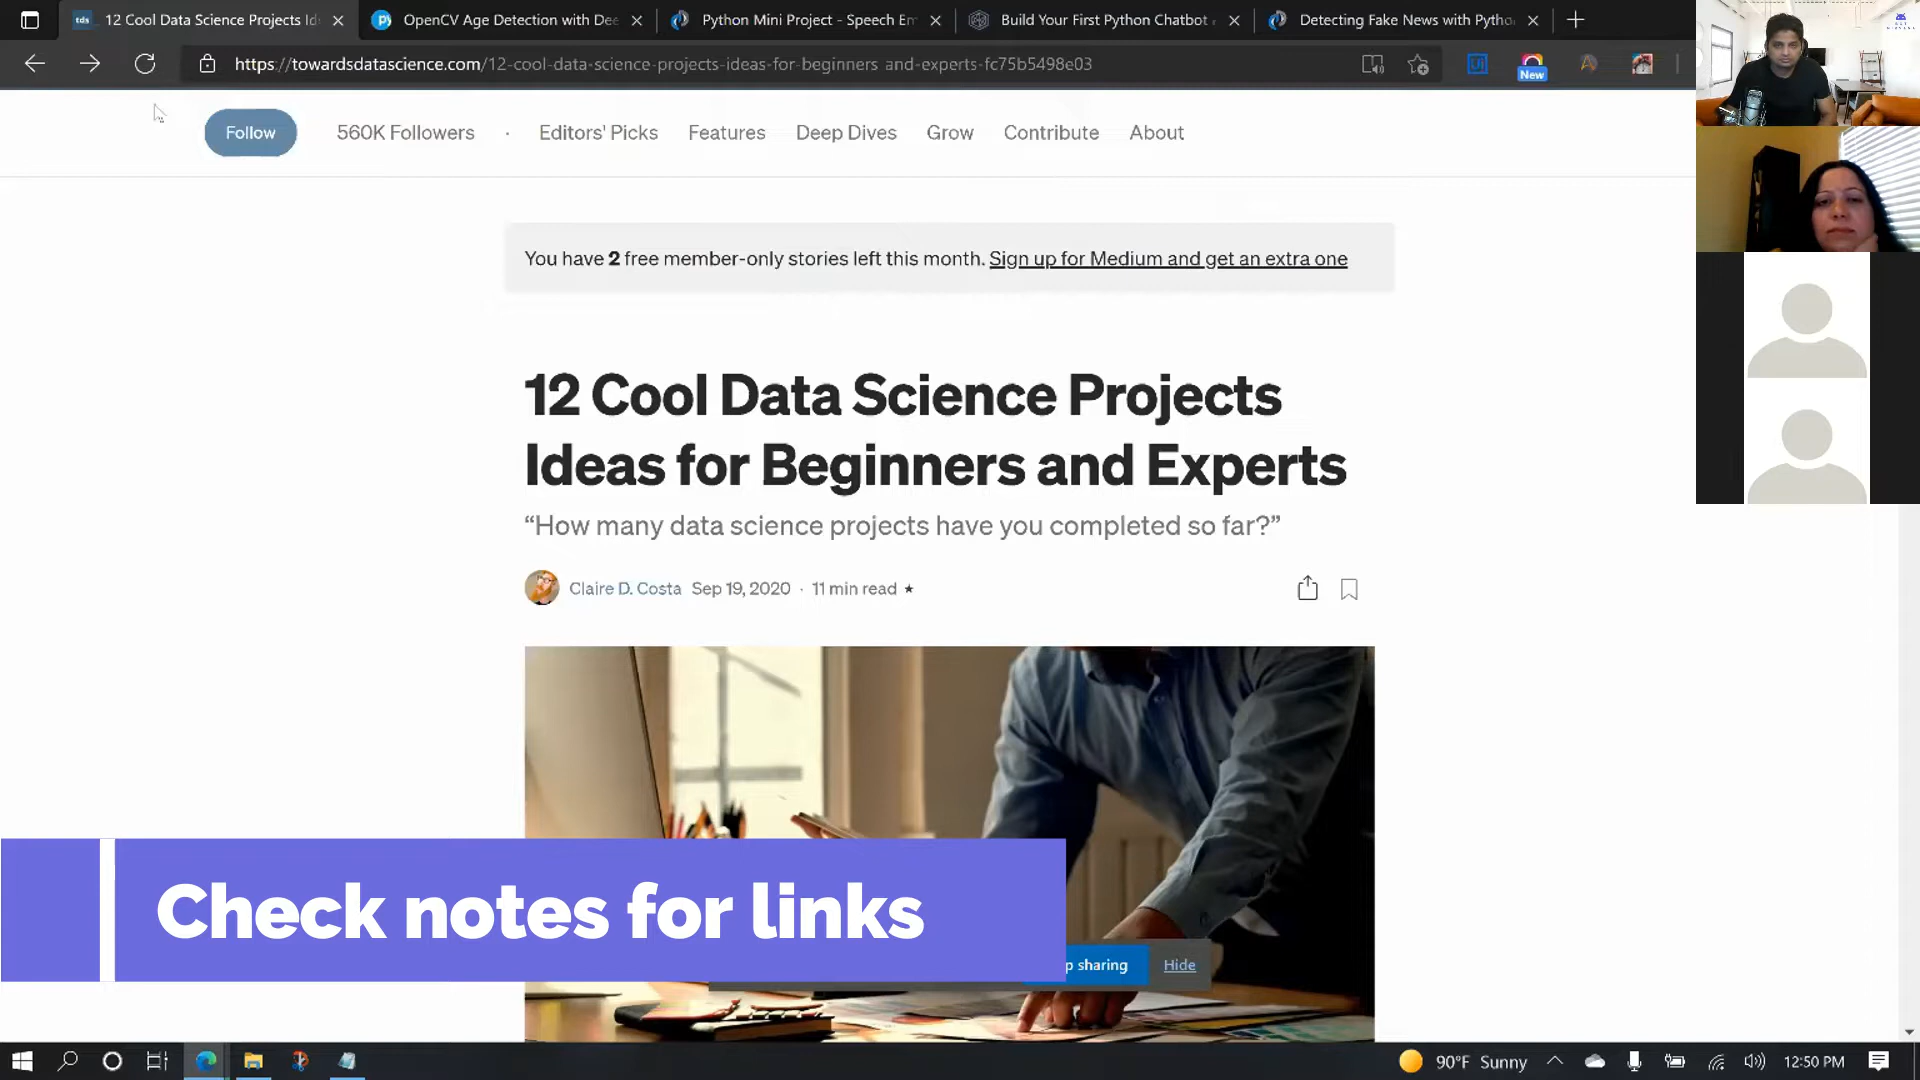 tds 12 Cool Data Science Projects Id
OpenCV Age Detection with Dee
Python Mini Project - Speech Em
Build Your First Python Chatbot
Detecting Fake News with Pytho
https://towardsdatascience.com/12-cool-data-science-projects-ideas-for-beginners-and-experts-fc75b5498e03
New
Follow 560K Followers · Editors' Picks Features Deep Dives Grow Contribute About
You have 2 free member-only stories left this month. Sign up for Medium and get an extra one
12 Cool Data Science Projects
Ideas for Beginners and Experts
“How many data science projects have you completed so far?”
Claire D. Costa Sep 19, 2020 · 11 min read ★
Check notes for links
p sharing Hide
90°F Sunny 12:50 PM